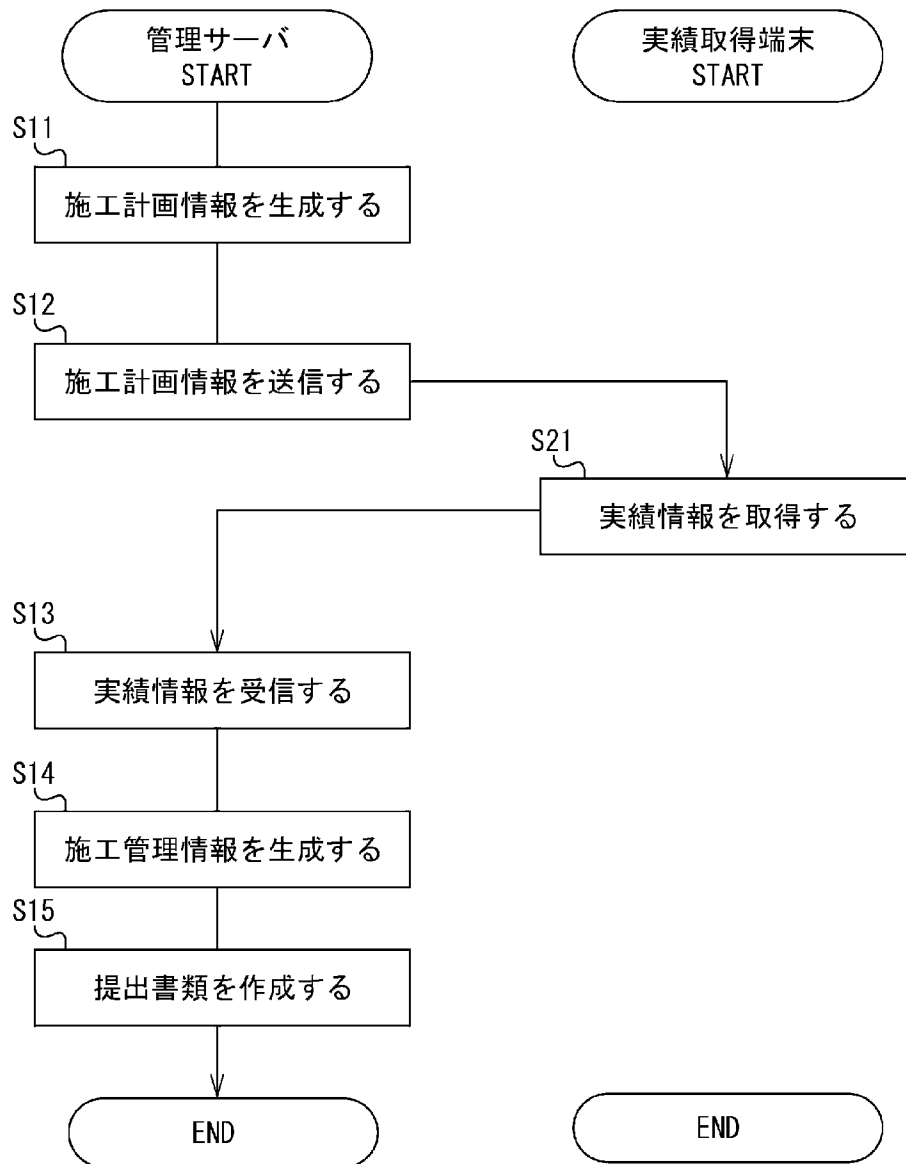 管理サーバ
START
実績取得端末
START
S11
施工計画情報を生成する
S12
施工計画情報を送信する
S21
実績情報を取得する
S13
実績情報を受信する
S14
施工管理情報を生成する
S15
提出書類を作成する
END
END